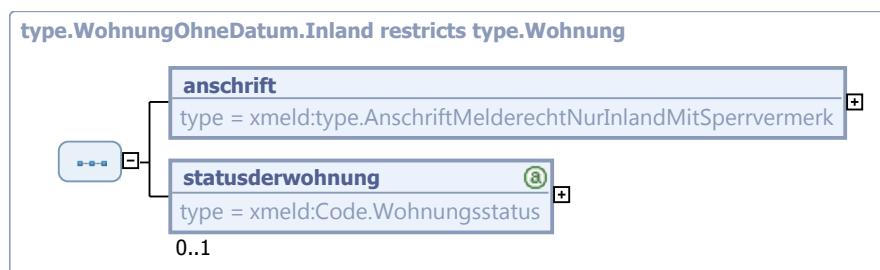 type.WohnungOhneDatum.Inland restricts type.Wohnung
anschrift
type = xmeld:type.AnschriftMelderechtNurInlandMitSperrvermerk
statusderwohnung a
type = xmeld:Code.Wohnungsstatus
0..1